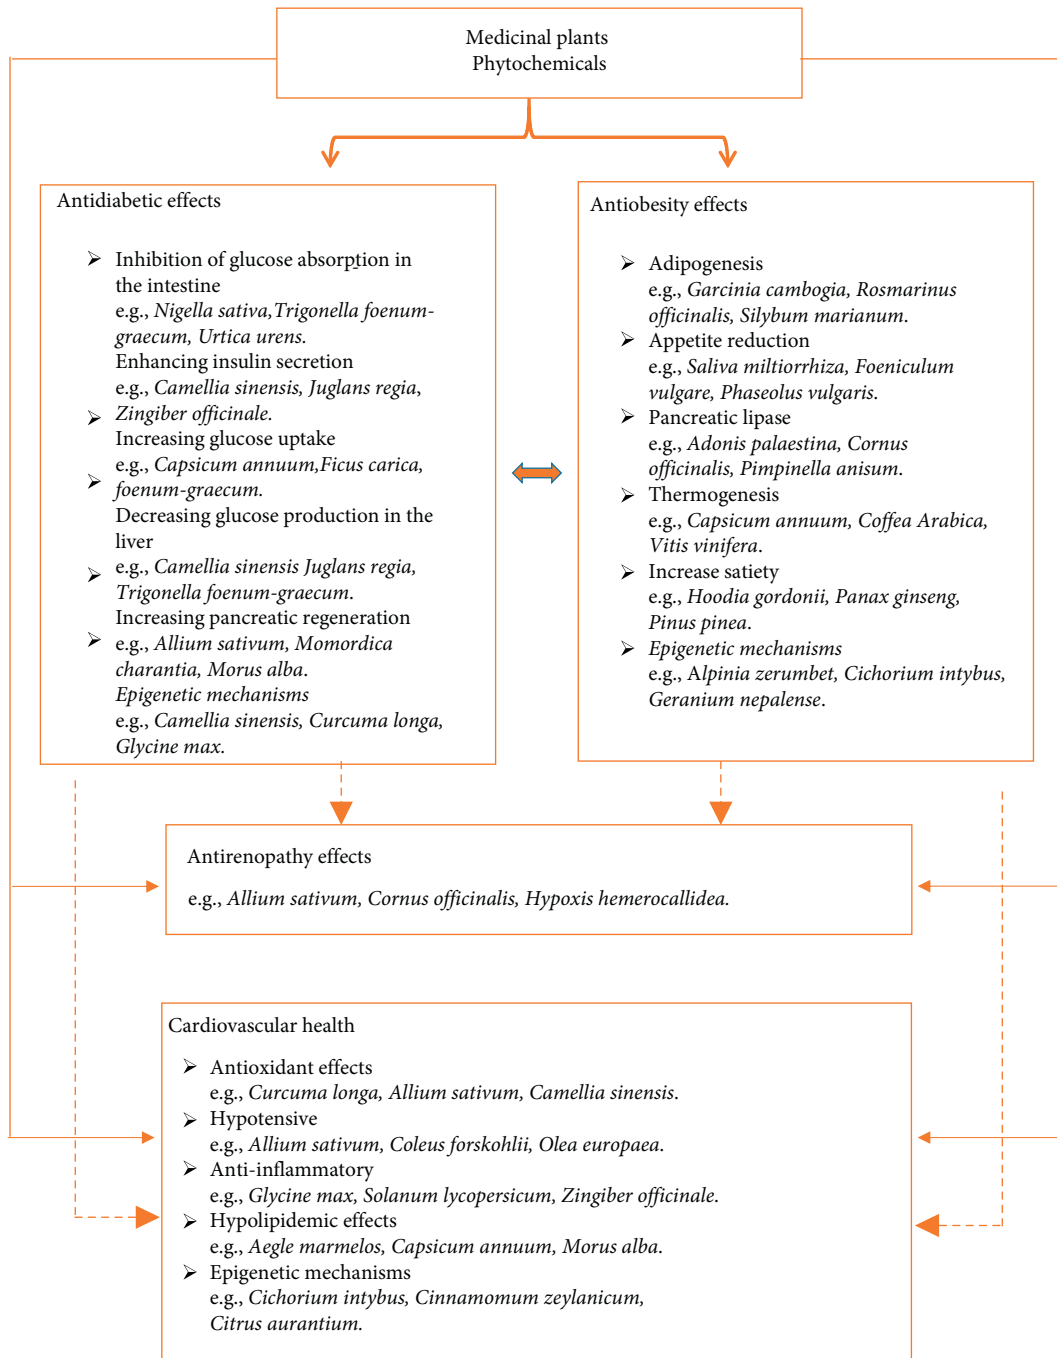 Medicinal plants
Phytochemicals
Antidiabetic effects
➢ Inhibition of glucose absorption in
the intestine
e.g., Nigella sativa,Trigonella foenum-
graecum, Urtica urens.
Enhancing insulin secretion
e.g., Camellia sinensis, Juglans regia,
➢ Zingiber officinale.
Increasing glucose uptake
e.g., Capsicum annuum,Ficus carica,
➢ foenum-graecum.
Decreasing glucose production in the
liver
e.g., Camellia sinensis Juglans regia,
➢ Trigonella foenum-graecum.
Increasing pancreatic regeneration
➢ e.g., Allium sativum, Momordica
charantia, Morus alba.
Epigenetic mechanisms
e.g., Camellia sinensis, Curcuma longa,
Glycine max.
Antiobesity effects
➢ Adipogenesis
e.g., Garcinia cambogia, Rosmarinus
officinalis, Silybum marianum.
➢ Appetite reduction
e.g., Saliva miltiorrhiza, Foeniculum
vulgare, Phaseolus vulgaris.
➢ Pancreatic lipase
e.g., Adonis palaestina, Cornus
officinalis, Pimpinella anisum.
➢ Thermogenesis
e.g., Capsicum annuum, Coffea Arabica,
Vitis vinifera.
➢ Increase satiety
e.g., Hoodia gordonii, Panax ginseng,
Pinus pinea.
➢ Epigenetic mechanisms
e.g., Alpinia zerumbet, Cichorium intybus,
Geranium nepalense.
Antirenopathy effects
e.g., Allium sativum, Cornus officinalis, Hypoxis hemerocallidea.
Cardiovascular health
➢ Antioxidant effects
e.g., Curcuma longa, Allium sativum, Camellia sinensis.
➢ Hypotensive
e.g., Allium sativum, Coleus forskohlii, Olea europaea.
➢ Anti-inflammatory
e.g., Glycine max, Solanum lycopersicum, Zingiber officinale.
➢ Hypolipidemic effects
e.g., Aegle marmelos, Capsicum annuum, Morus alba.
➢ Epigenetic mechanisms
e.g., Cichorium intybus, Cinnamomum zeylanicum,
Citrus aurantium.